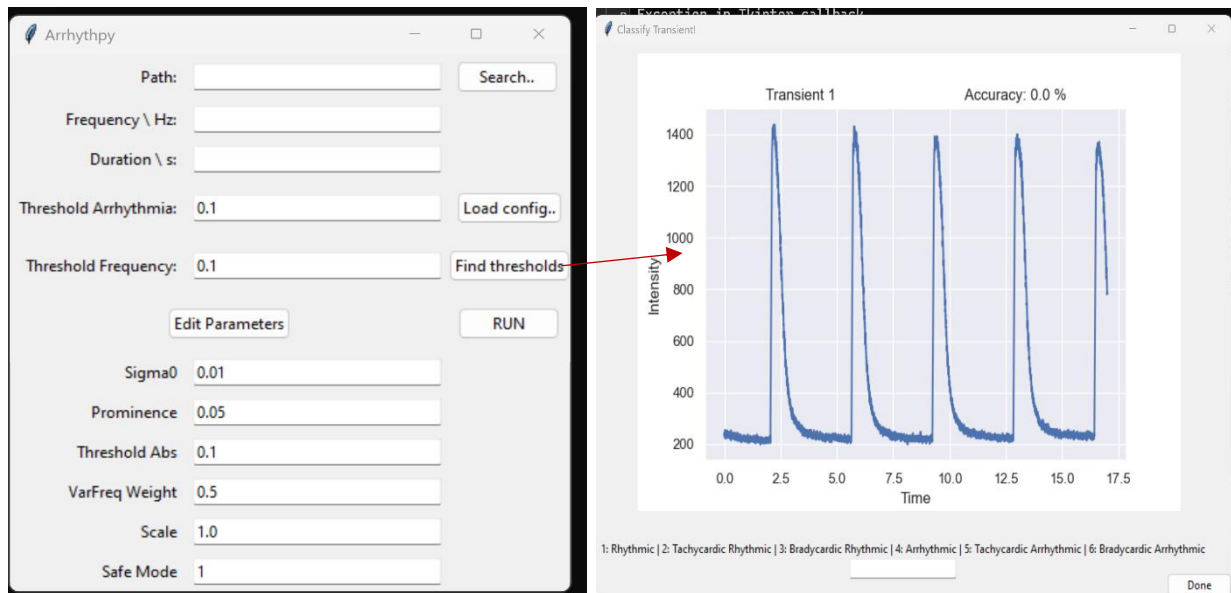 Arrhythpy
Path:
Search..
Frequency \ Hz:
Duration \ s:
Threshold Arrhythmia: 0.1
Load config..
Threshold Frequency: 0.1
Find thresholds
Edit Parameters
RUN
Sigma0 0.01
Prominence 0.05
Threshold Abs 0.1
VarFreq Weight 0.5
Scale 1.0
Safe Mode 1
Exception in Tkinter callback
Classify Transient!
Transient 1
Accuracy: 0.0 %
1400
1200
1000
800
600
400
200
Intensity
0.0 2.5 5.0 7.5 10.0 12.5 15.0 17.5
Time
1: Rhythmic | 2: Tachycardic Rhythmic | 3: Bradycardic Rhythmic | 4: Arrhythmic | 5: Tachycardic Arrhythmic | 6: Bradycardic Arrhythmic
Done